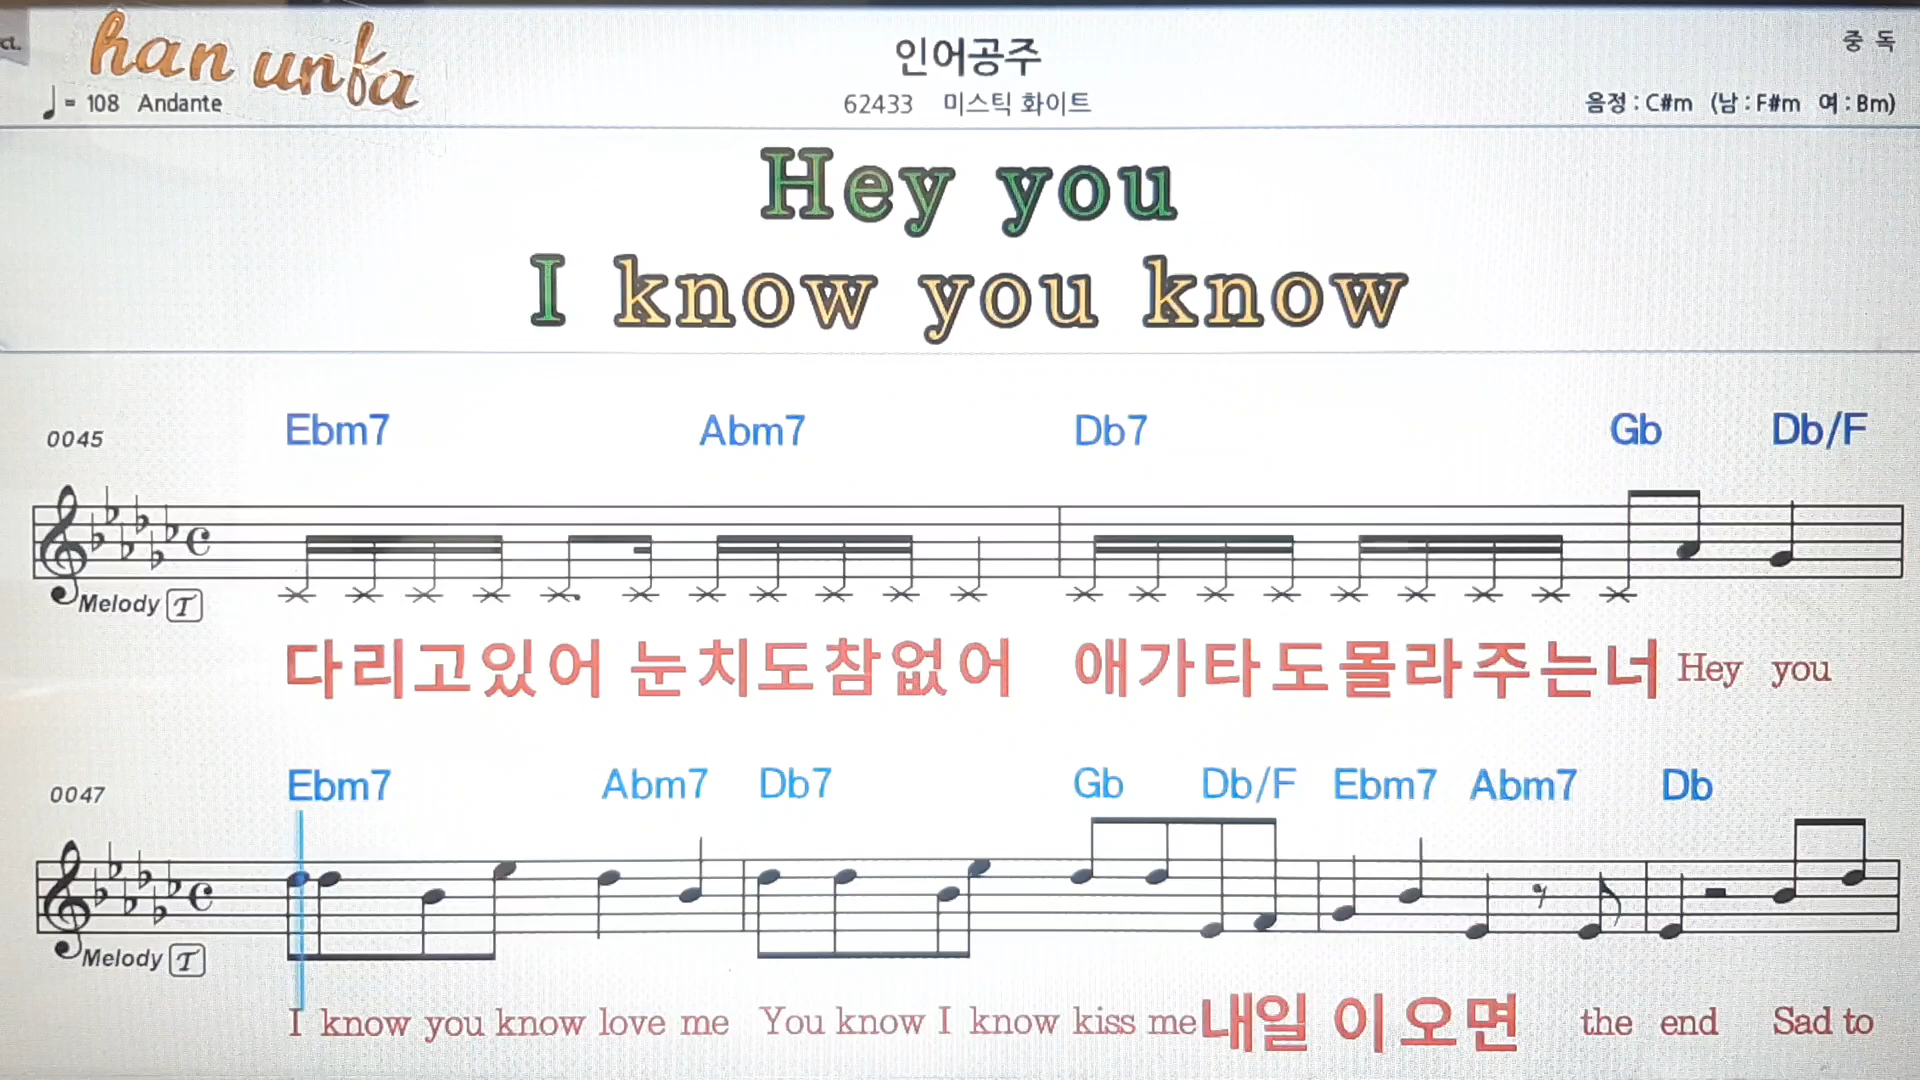 ct.
han unfa
인어공주
중 독
♩= 108 Andante
62433 미스틱 화이트
음정 : C#m (남 : F#m 여 : Bm)
Hey you
I know you know
0045 Ebm7 Abm7 Db7 Gb Db/F
Melody T
다리고있어 눈치도참없어 애가타도몰라주는너 Hey you
0047 Ebm7 Abm7 Db7 Gb Db/F Ebm7 Abm7 Db
Melody T
I know you know love me You know I know kiss me내일 이오면 the end Sad to